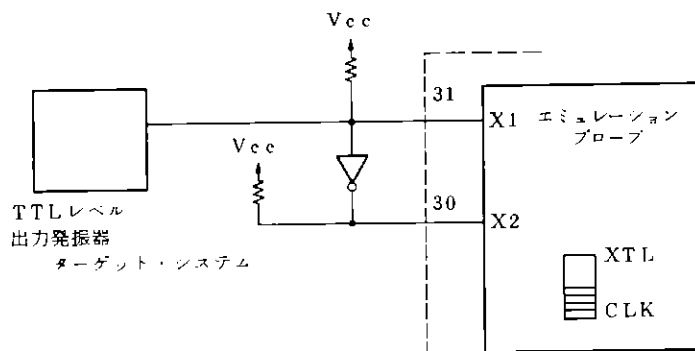 Vcc
31
X1
エミュレーション
プローブ
Vcc
30
X2
TTLレベル
出力発振器
ターゲット・システム
XTL
CLK